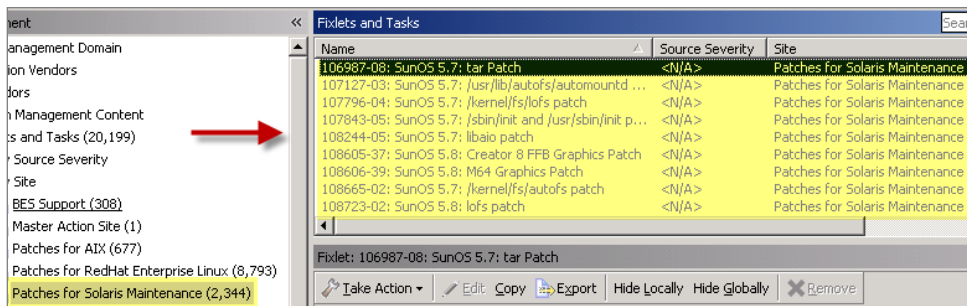 ment « Fixlets and Tasks Sear
anagement Domain
ion Vendors
dors
n Management Content
ts and Tasks (20,199)
y Source Severity
y Site
BES Support (308)
Master Action Site (1)
Patches for AIX (677)
Patches for RedHat Enterprise Linux (8,793)
Patches for Solaris Maintenance (2,344)
Name Source Severity Site
106987-08: SunOS 5.7: tar Patch <N/A> Patches for Solaris Maintenance
107127-03: SunOS 5.7: /usr/lib/autofs/automountd ... <N/A> Patches for Solaris Maintenance
107796-04: SunOS 5.7: /kernel/fs/lofs patch <N/A> Patches for Solaris Maintenance
107843-05: SunOS 5.7: /sbin/init and /usr/sbin/init p... <N/A> Patches for Solaris Maintenance
108244-05: SunOS 5.7: libaio patch <N/A> Patches for Solaris Maintenance
108605-37: SunOS 5.8: Creator 8 FFB Graphics Patch <N/A> Patches for Solaris Maintenance
108606-39: SunOS 5.8: M64 Graphics Patch <N/A> Patches for Solaris Maintenance
108665-02: SunOS 5.7: /kernel/fs/autofs patch <N/A> Patches for Solaris Maintenance
108723-02: SunOS 5.8: lofs patch <N/A> Patches for Solaris Maintenance
Fixlet: 106987-08: SunOS 5.7: tar Patch
Take Action Edit Copy Export Hide Locally Hide Globally Remove